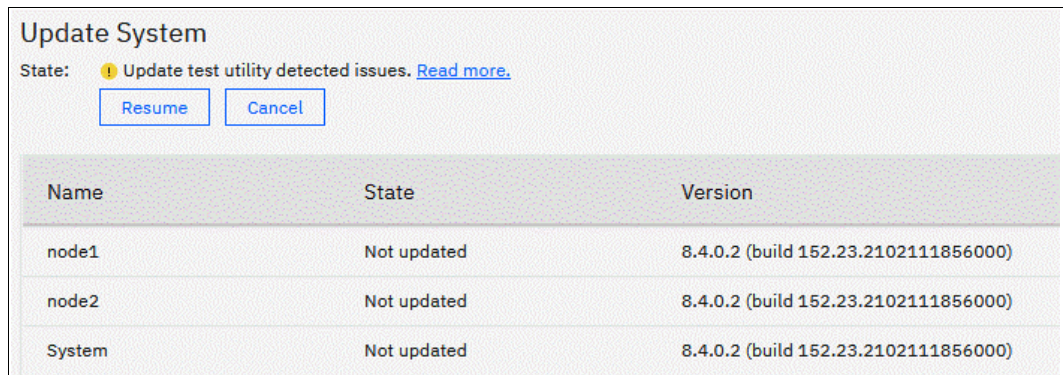 Update System
State: Update test utility detected issues. Read more.
Resume Cancel
Name State Version
node1 Not updated 8.4.0.2 (build 152.23.2102111856000)
node2 Not updated 8.4.0.2 (build 152.23.2102111856000)
System Not updated 8.4.0.2 (build 152.23.2102111856000)